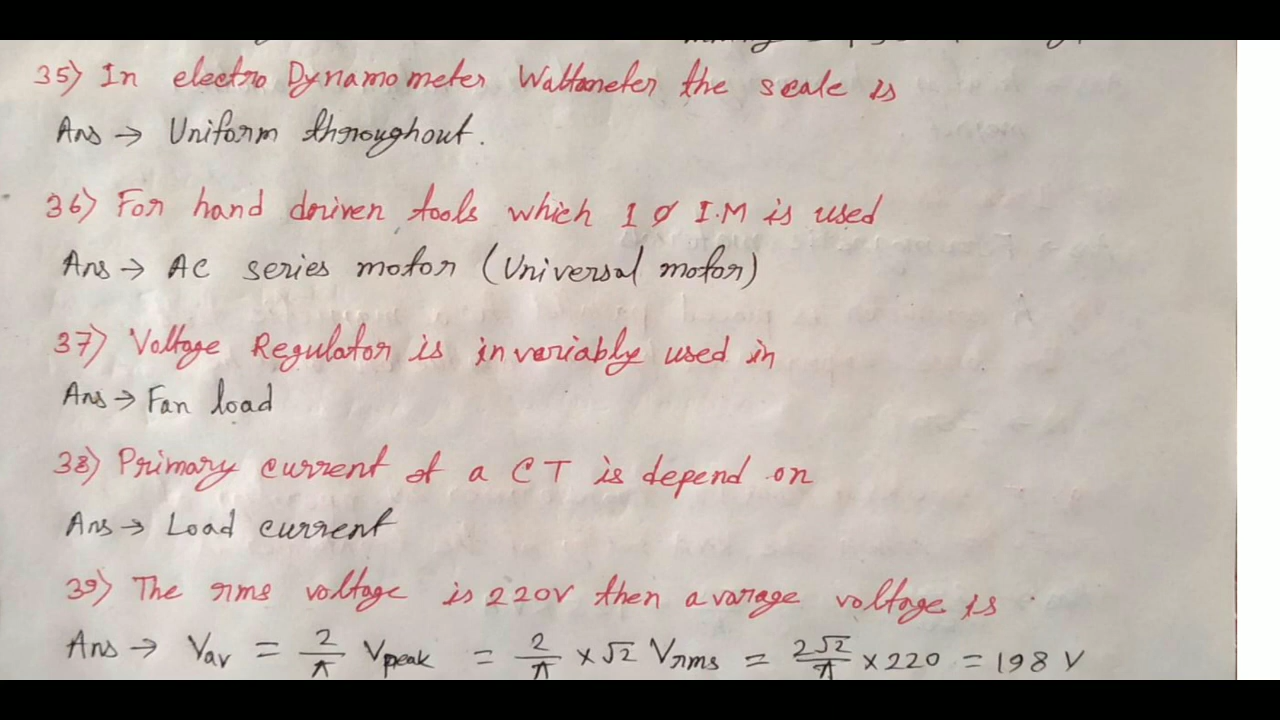 35) In electro Dynamometer Wattmeter the scale is
Ans → Uniform throughout.
36) For hand driven tools which 1 φ I.M is used
Ans → AC series motor (Universal motor)
37) Voltage Regulator is invariably used in
Ans → Fan load
38) Primary current of a CT is depend on
Ans → Load current
39) The rms voltage is 220V then avarage voltage is
Ans → Vav = 2/π Vpeak = 2/π × √2 Vrms = 2√2/π × 220 = 198 V